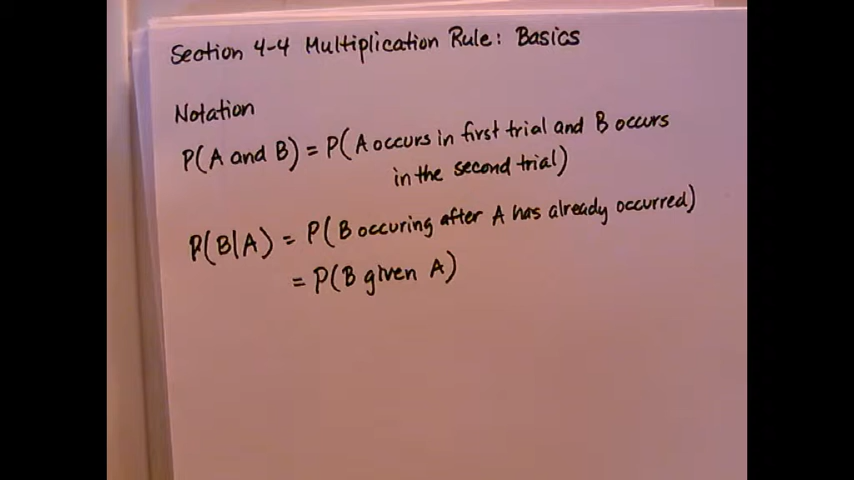 Section 4-4 Multiplication Rule: Basics
Notation
P(A and B) = P(A occurs in first trial and B occurs
in the second trial)
P(B|A) = P(B occuring after A has already occurred)
= P(B given A)